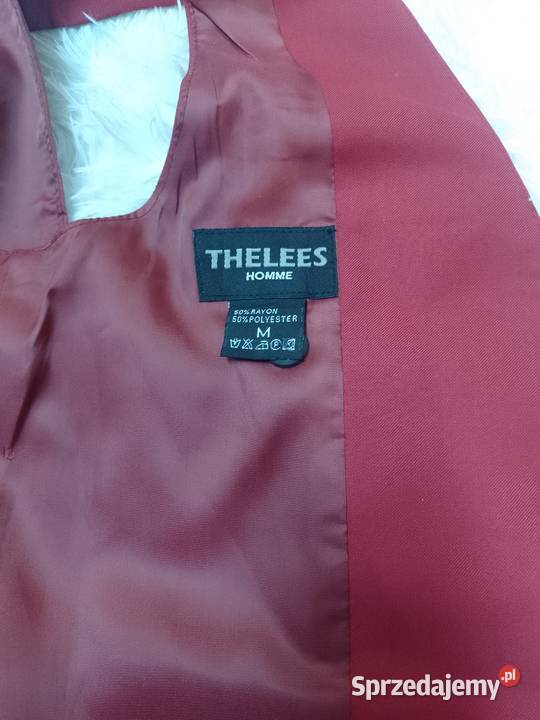 THELEES
HOMME
50% RAYON
50% POLYESTER
M
Sprzedajemy.pl